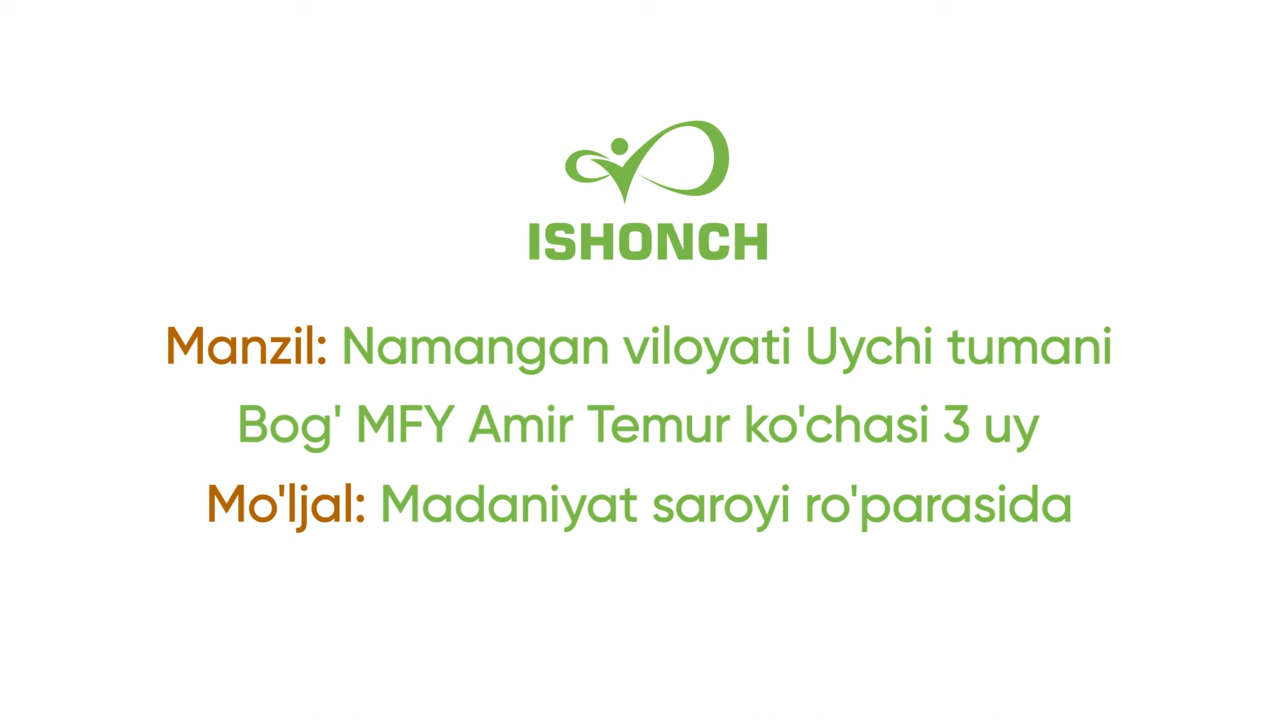 ISHONCH
Manzil: Namangan viloyati Uychi tumani
Bog' MFY Amir Temur ko'chasi 3 uy
Mo'ljal: Madaniyat saroyi ro'parasida